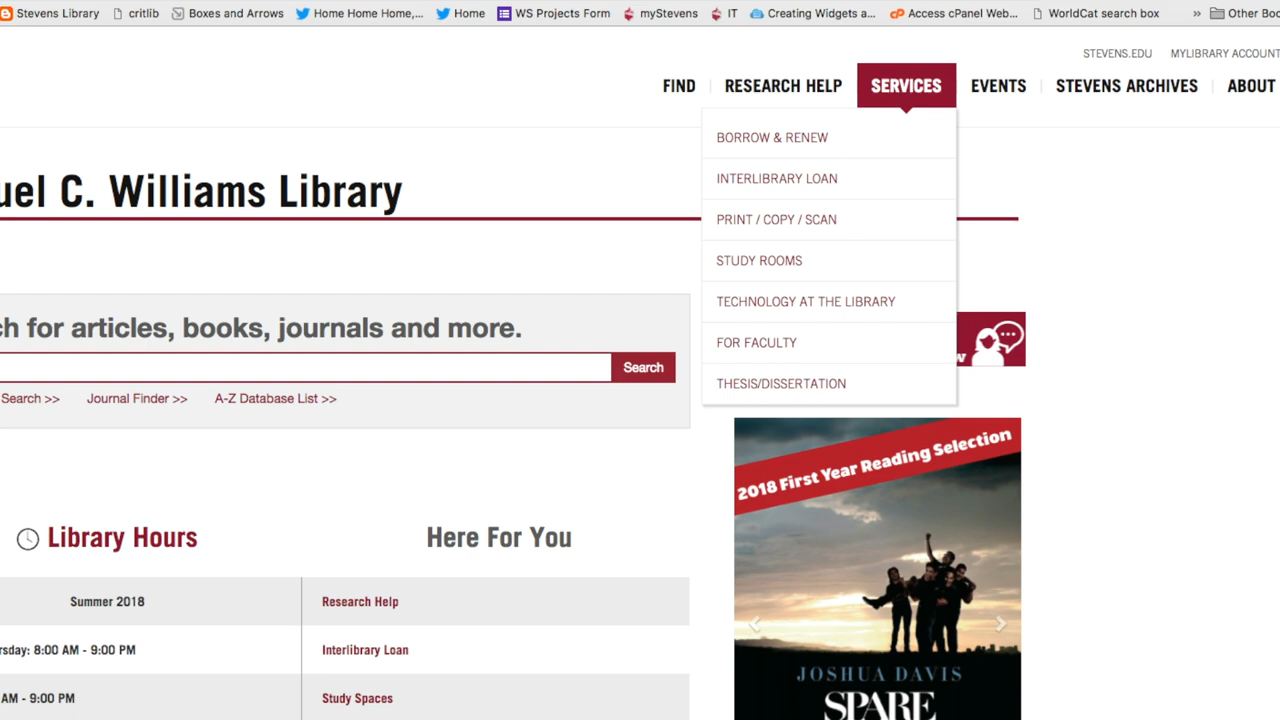 Stevens Library critlib Boxes and Arrows Home Home Home,... Home WS Projects Form myStevens IT Creating Widgets a... Access cPanel Web... WorldCat search box » Other Boo
STEVENS.EDU MYLIBRARY ACCOUNT
FIND RESEARCH HELP SERVICES EVENTS STEVENS ARCHIVES ABOUT
BORROW & RENEW
INTERLIBRARY LOAN
PRINT / COPY / SCAN
STUDY ROOMS
TECHNOLOGY AT THE LIBRARY
FOR FACULTY
THESIS/DISSERTATION
uel C. Williams Library
ch for articles, books, journals and more.
Search
Search >> Journal Finder >> A-Z Database List >>
Library Hours
Summer 2018
rsday: 8:00 AM - 9:00 PM
AM - 9:00 PM
Here For You
Research Help
Interlibrary Loan
Study Spaces
2018 First Year Reading Selection
JOSHUA DAVIS
SPARE